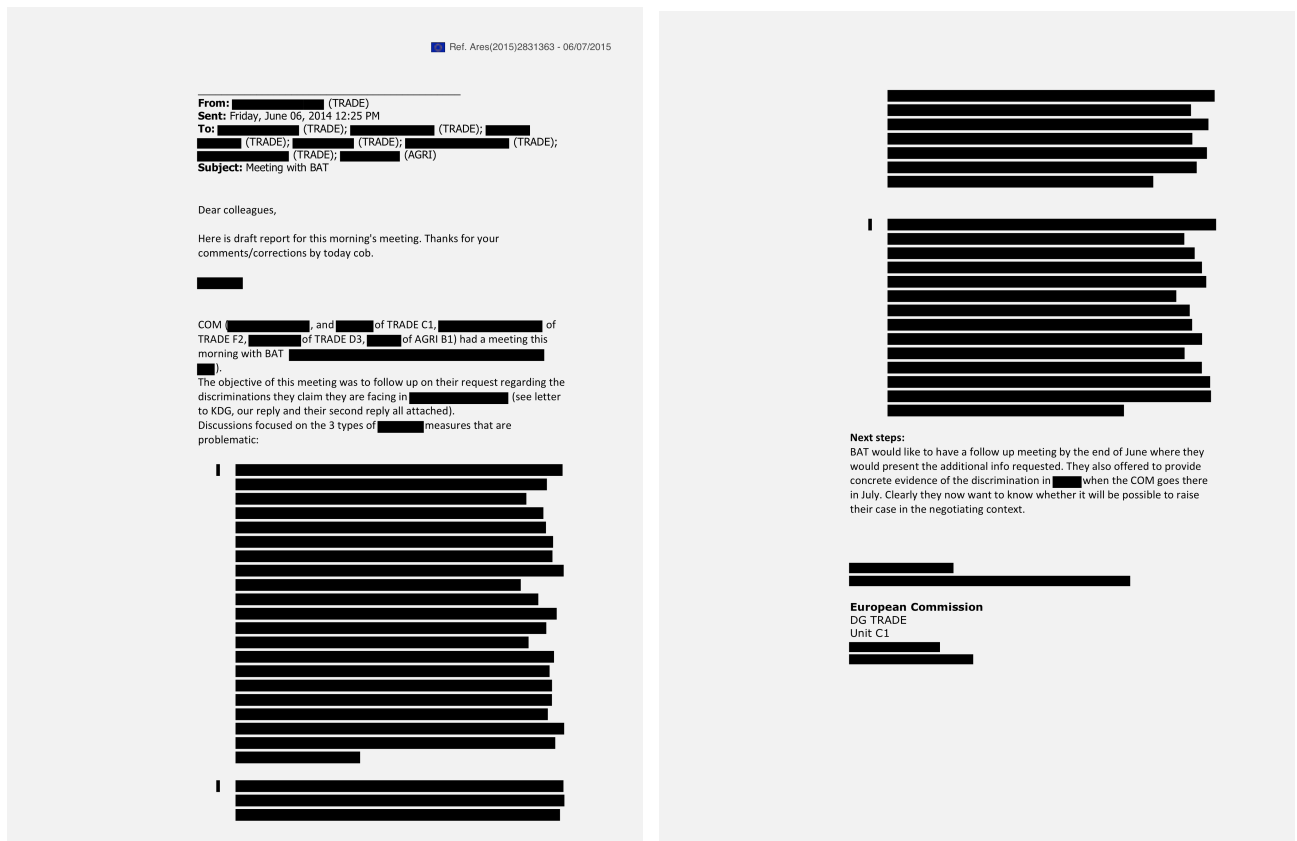 Ref. Ares(2015)2831363 - 06/07/2015
From: (TRADE)
Sent: Friday, June 06, 2014 12:25 PM
To: (TRADE); (TRADE);
(TRADE); (TRADE); (TRADE);
(TRADE); (AGRI)
Subject: Meeting with BAT
Dear colleagues,
Here is draft report for this morning's meeting. Thanks for your
comments/corrections by today cob.
COM ( , and of TRADE C1, of
TRADE F2, of TRADE D3, of AGRI B1) had a meeting this
morning with BAT
).
The objective of this meeting was to follow up on their request regarding the
discriminations they claim they are facing in (see letter
to KDG, our reply and their second reply all attached).
Discussions focused on the 3 types of measures that are
problematic:
Next steps:
BAT would like to have a follow up meeting by the end of June where they
would present the additional info requested. They also offered to provide
concrete evidence of the discrimination in when the COM goes there
in July. Clearly they now want to know whether it will be possible to raise
their case in the negotiating context.
European Commission
DG TRADE
Unit C1